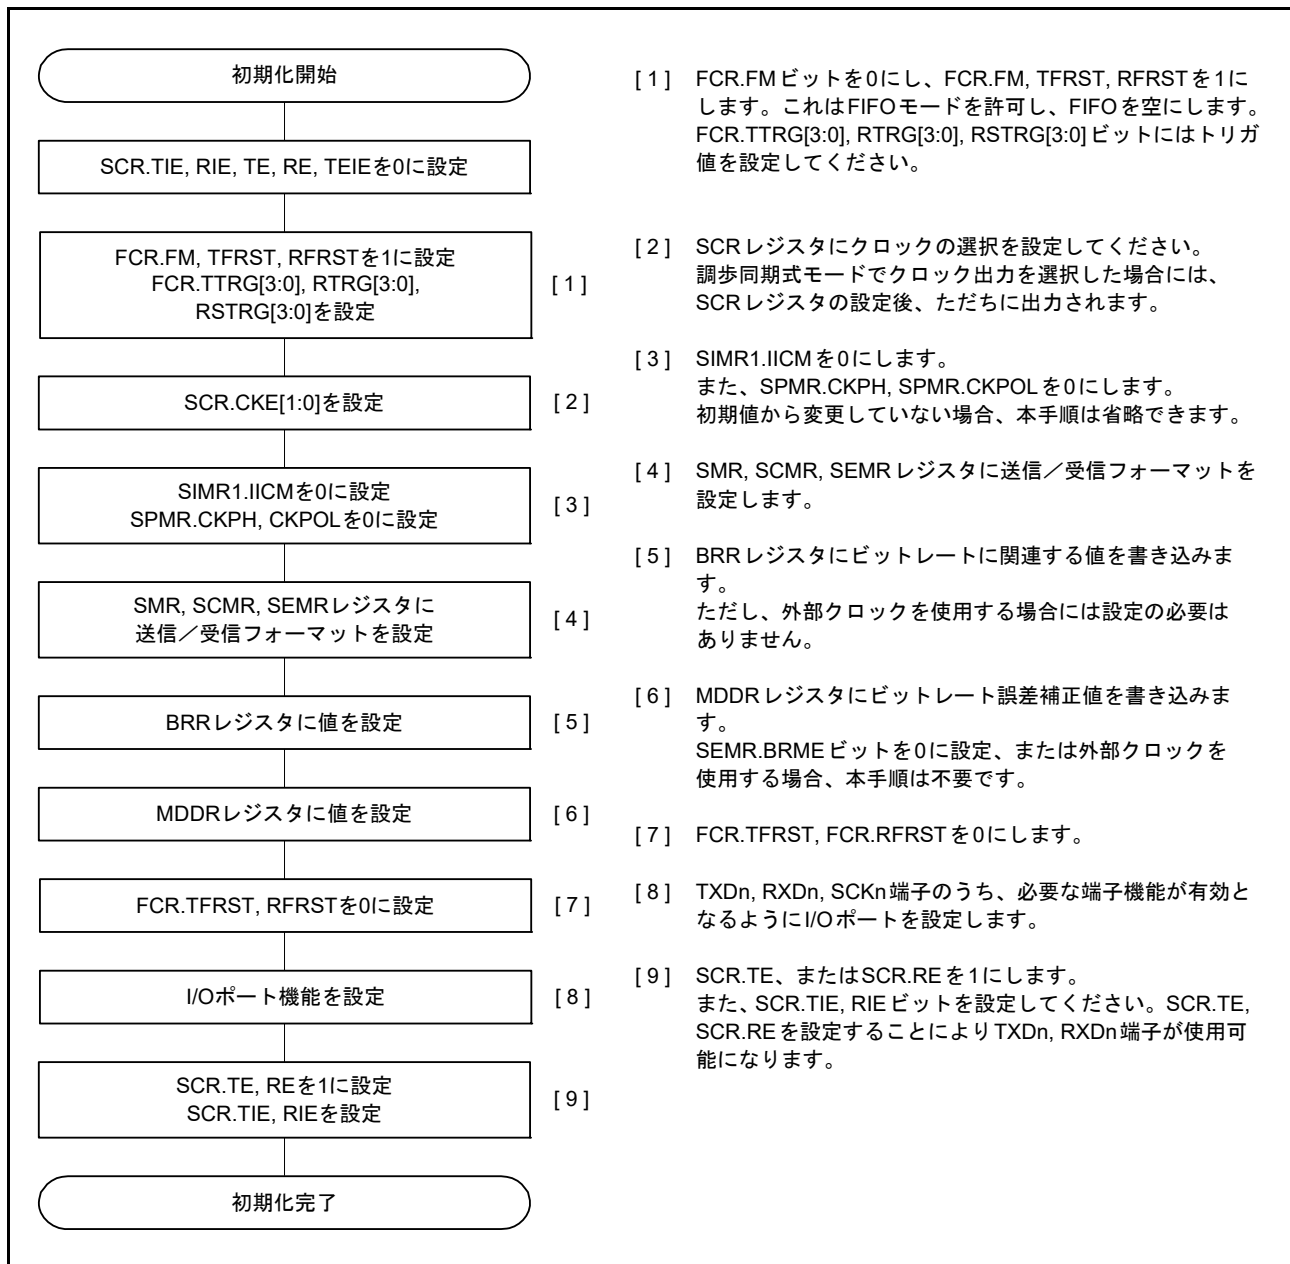 初期化開始
SCR.TIE, RIE, TE, RE, TEIEを0に設定
FCR.FM, TFRST, RFRSTを1に設定
FCR.TTRG[3:0], RTRG[3:0],
RSTRG[3:0]を設定
[ 1 ]
SCR.CKE[1:0]を設定
[ 2 ]
SIMR1.IICMを0に設定
SPMR.CKPH, CKPOLを0に設定
[ 3 ]
SMR, SCMR, SEMRレジスタに
送信／受信フォーマットを設定
[ 4 ]
BRRレジスタに値を設定
[ 5 ]
MDDRレジスタに値を設定
[ 6 ]
FCR.TFRST, RFRSTを0に設定
[ 7 ]
I/Oポート機能を設定
[ 8 ]
SCR.TE, REを1に設定
SCR.TIE, RIEを設定
[ 9 ]
初期化完了
[ 1 ] FCR.FMビットを0にし、FCR.FM, TFRST, RFRSTを1に
します。これはFIFOモードを許可し、FIFOを空にします。
FCR.TTRG[3:0], RTRG[3:0], RSTRG[3:0]ビットにはトリガ
値を設定してください。
[ 2 ] SCRレジスタにクロックの選択を設定してください。
調歩同期式モードでクロック出力を選択した場合には、
SCRレジスタの設定後、ただちに出力されます。
[ 3 ] SIMR1.IICMを0にします。
また、SPMR.CKPH, SPMR.CKPOLを0にします。
初期値から変更していない場合、本手順は省略できます。
[ 4 ] SMR, SCMR, SEMRレジスタに送信／受信フォーマットを
設定します。
[ 5 ] BRRレジスタにビットレートに関連する値を書き込みま
す。
ただし、外部クロックを使用する場合には設定の必要は
ありません。
[ 6 ] MDDRレジスタにビットレート誤差補正値を書き込みま
す。
SEMR.BRMEビットを0に設定、または外部クロックを
使用する場合、本手順は不要です。
[ 7 ] FCR.TFRST, FCR.RFRSTを0にします。
[ 8 ] TXDn, RXDn, SCKn端子のうち、必要な端子機能が有効と
なるようにI/Oポートを設定します。
[ 9 ] SCR.TE、またはSCR.REを1にします。
また、SCR.TIE, RIEビットを設定してください。SCR.TE,
SCR.REを設定することによりTXDn, RXDn端子が使用可
能になります。